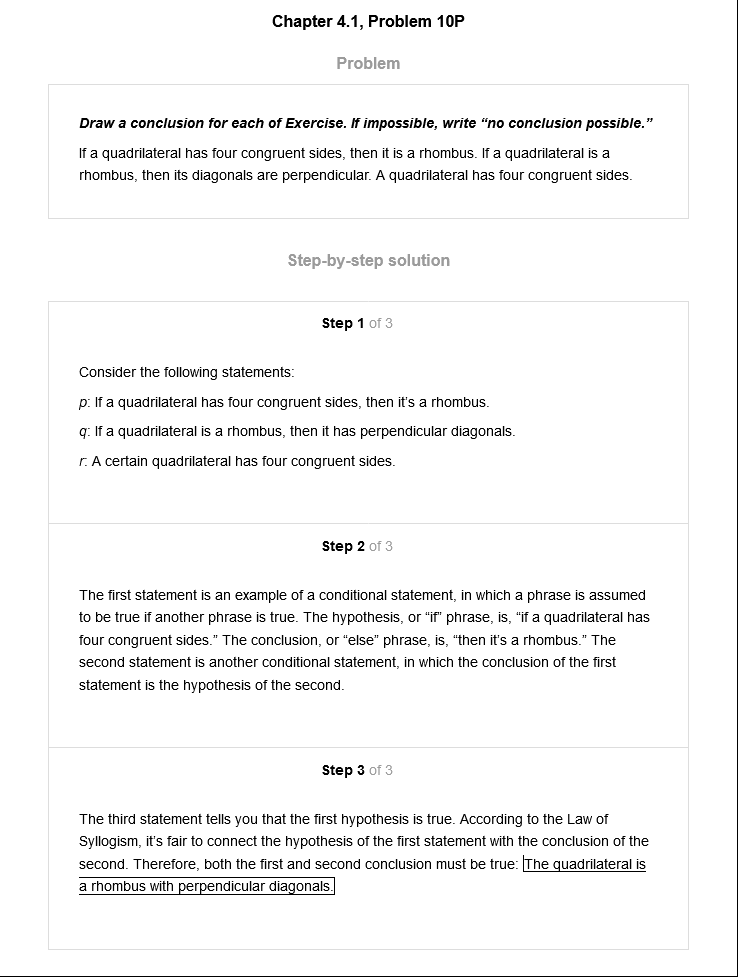 Chapter 4.1, Problem 10P
Problem
Draw a conclusion for each of Exercise. If impossible, write “no conclusion possible.”
If a quadrilateral has four congruent sides, then it is a rhombus. If a quadrilateral is a
rhombus, then its diagonals are perpendicular. A quadrilateral has four congruent sides.
Step-by-step solution
Step 1 of 3
Consider the following statements:
p: If a quadrilateral has four congruent sides, then it’s a rhombus.
q: If a quadrilateral is a rhombus, then it has perpendicular diagonals.
r: A certain quadrilateral has four congruent sides.
Step 2 of 3
The first statement is an example of a conditional statement, in which a phrase is assumed
to be true if another phrase is true. The hypothesis, or “if” phrase, is, “if a quadrilateral has
four congruent sides.” The conclusion, or “else” phrase, is, “then it’s a rhombus.” The
second statement is another conditional statement, in which the conclusion of the first
statement is the hypothesis of the second.
Step 3 of 3
The third statement tells you that the first hypothesis is true. According to the Law of
Syllogism, it’s fair to connect the hypothesis of the first statement with the conclusion of the
second. Therefore, both the first and second conclusion must be true: The quadrilateral is
a rhombus with perpendicular diagonals.